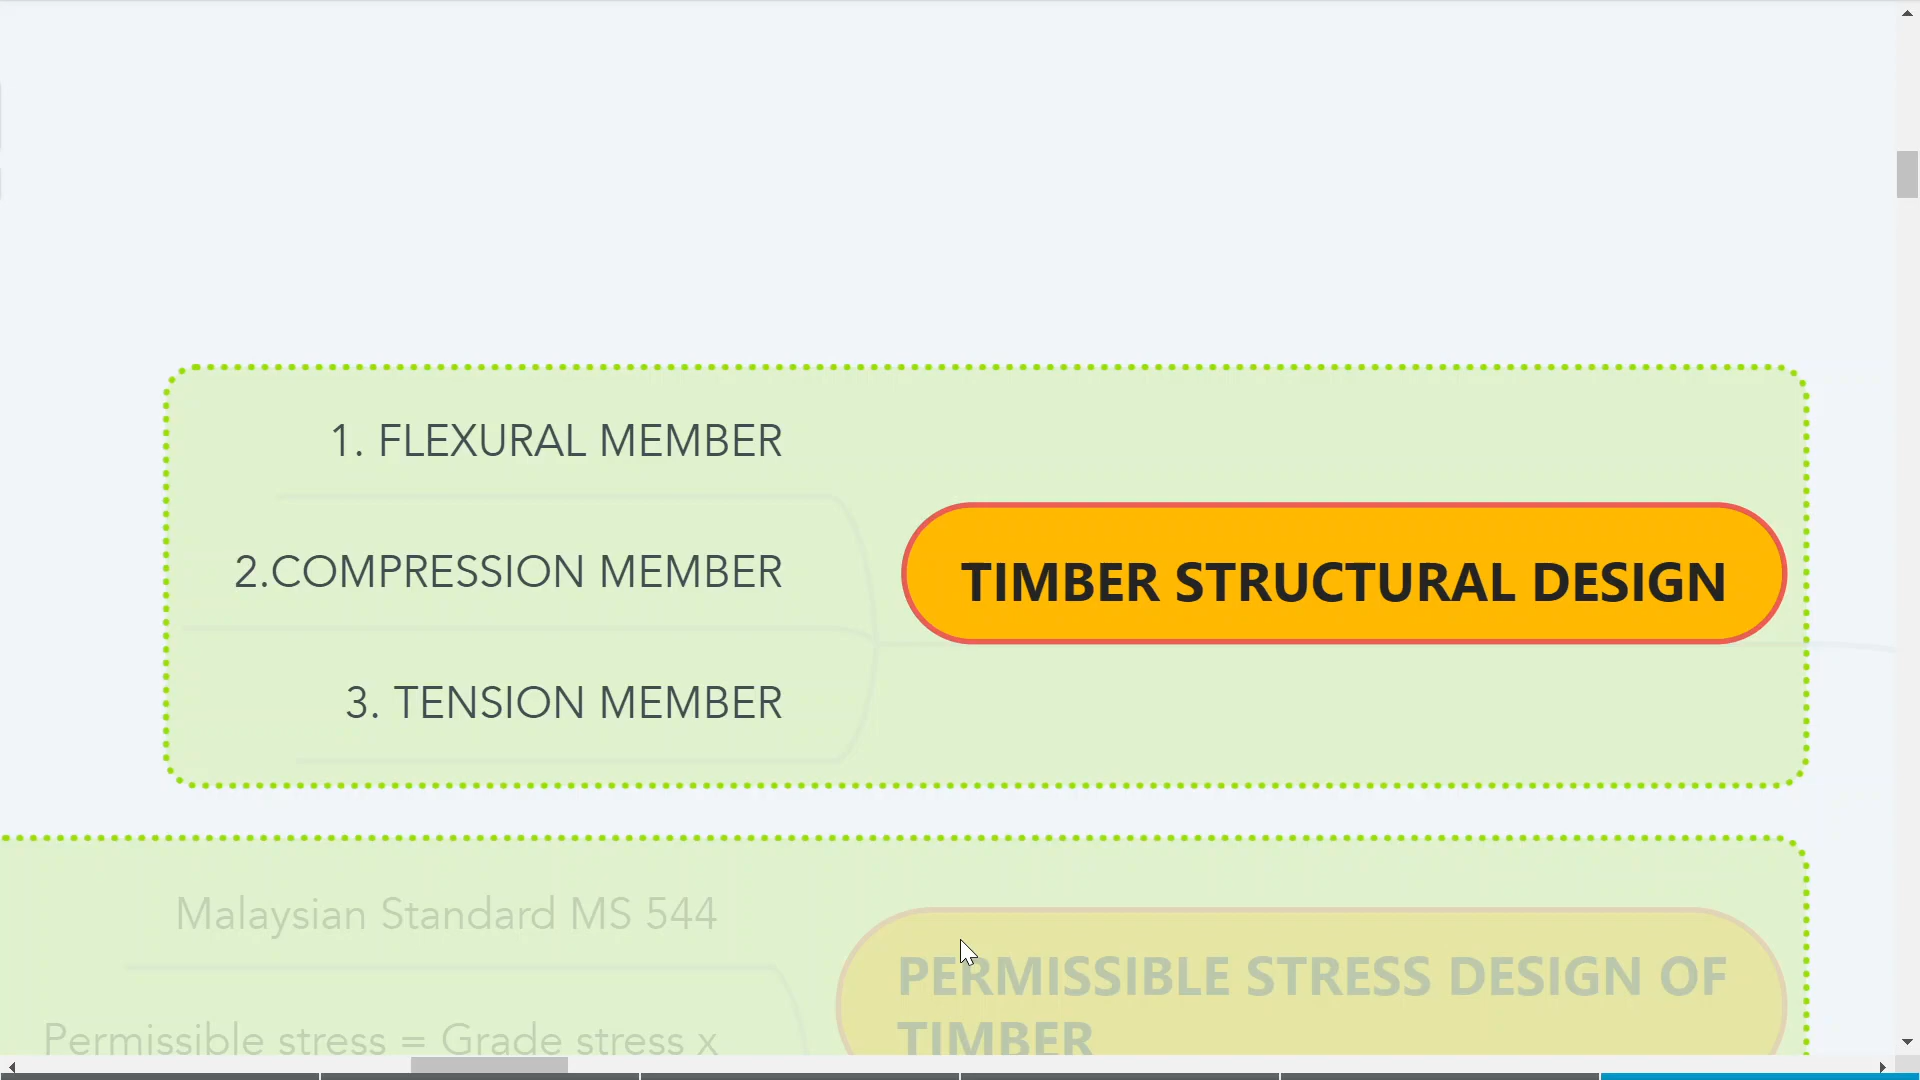 1. FLEXURAL MEMBER
2.COMPRESSION MEMBER
TIMBER STRUCTURAL DESIGN
3. TENSION MEMBER
Malaysian Standard MS 544
PERMISSIBLE STRESS DESIGN OF
TIMBER
Permissible stress = Grade stress x